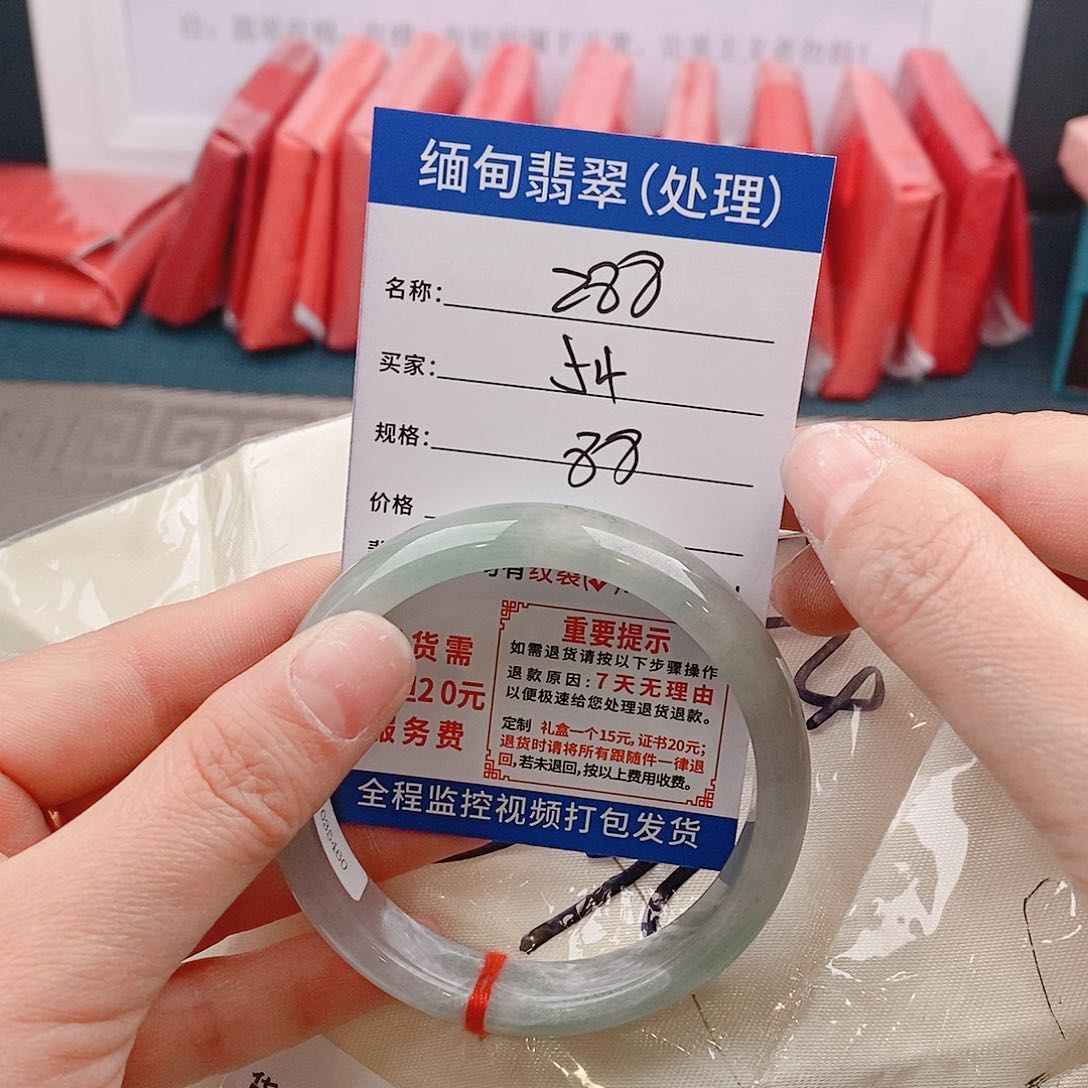 缅甸翡翠(处理)
名称: 288
买家: 54
规格: 88
价格
有纹裂(✓)
货需
20元
服务费
重要提示
如需退货请按以下步骤操作
退款原因:7天无理由
以便极速给您处理退货退款。
定制 礼盒一个15元, 证书20元;
退货时请将所有跟随件一律退
回,若未退回,按以上费用收费。
全程监控视频打包发货
035460